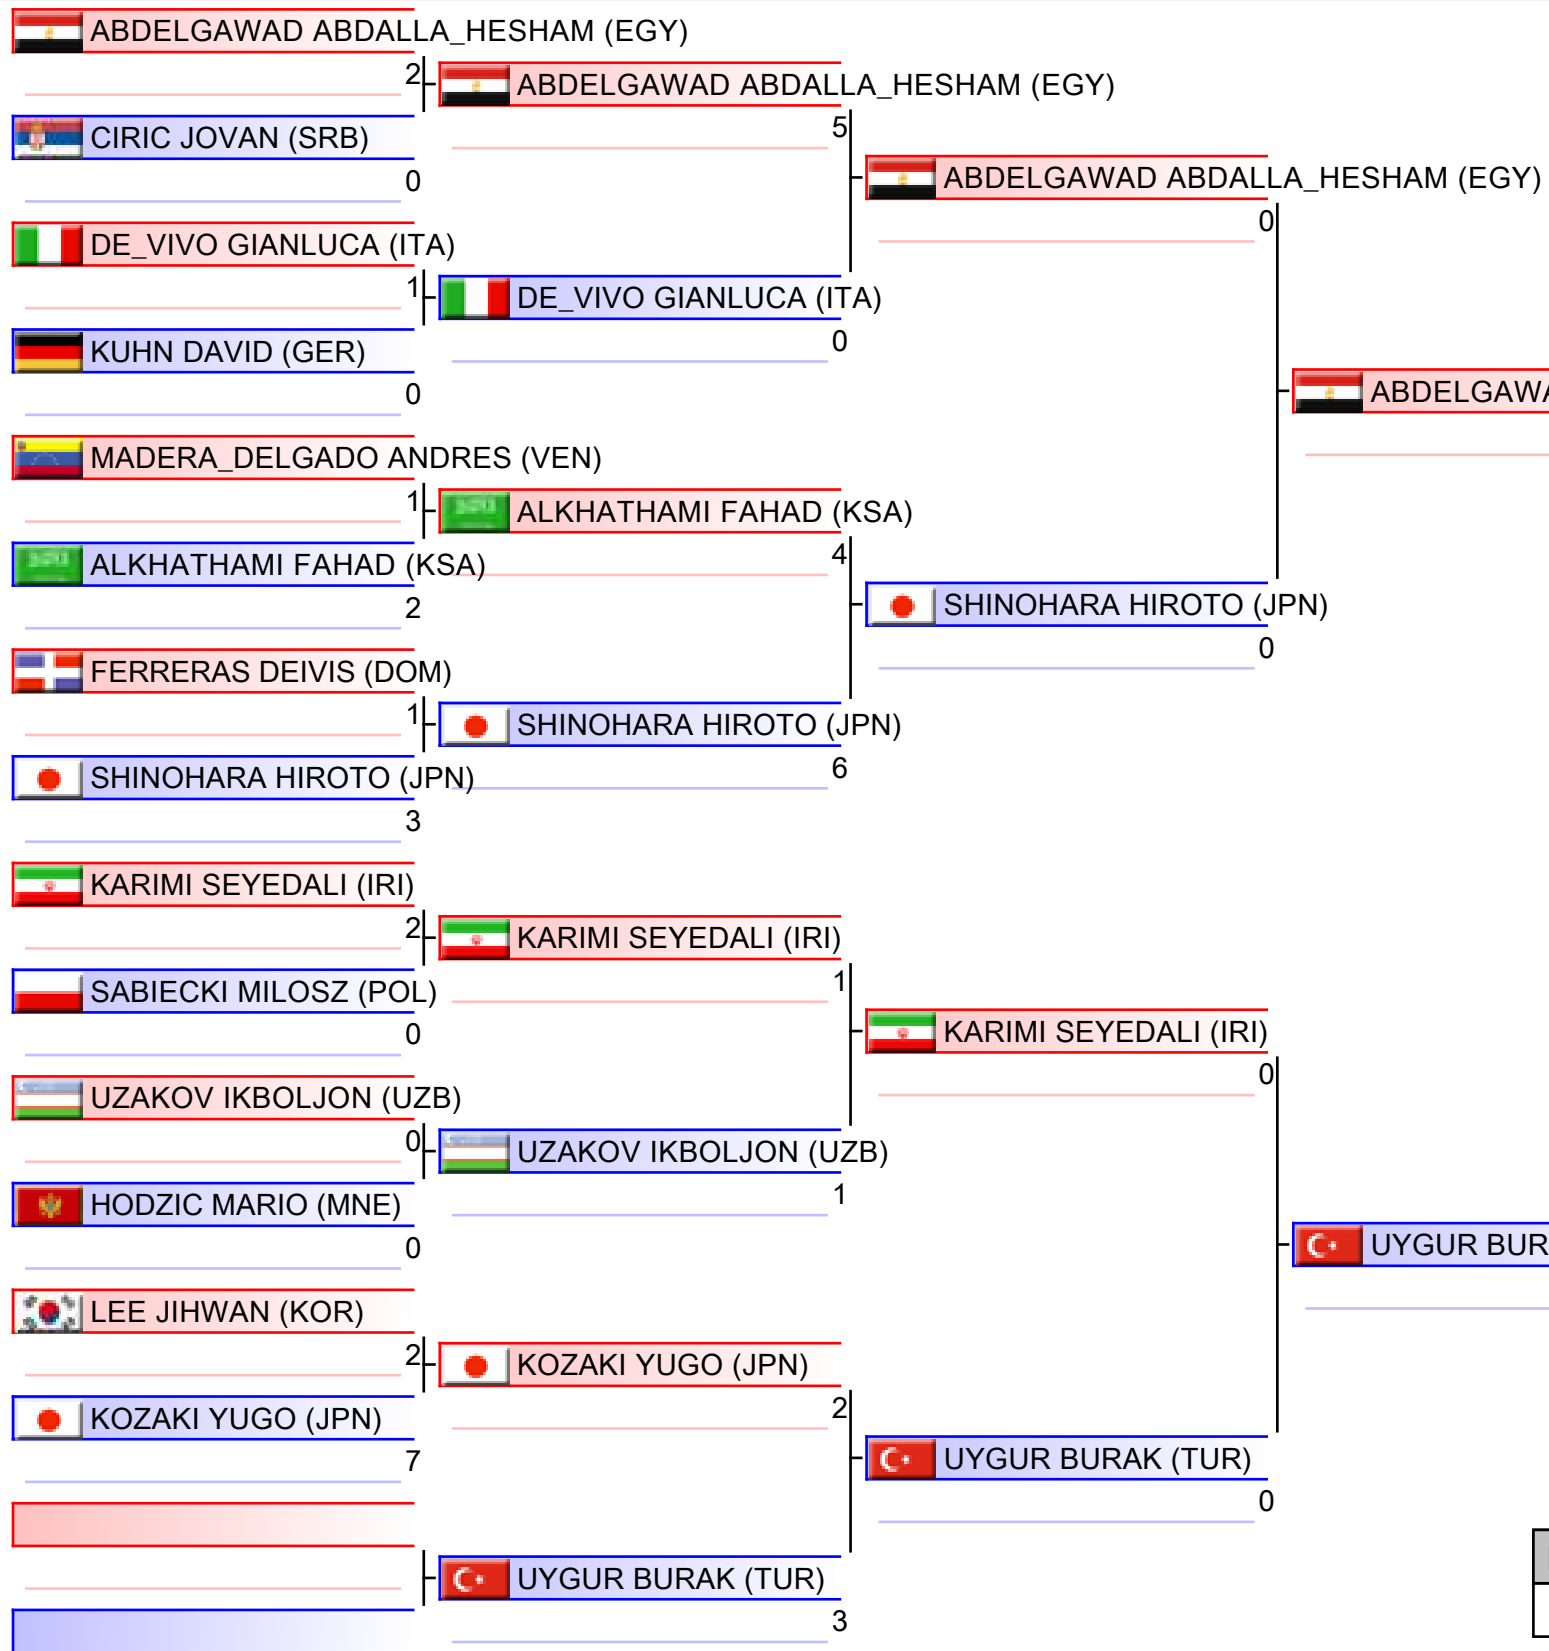 ABDELGAWAD ABDALLA_HESHAM (EGY)
2
CIRIC JOVAN (SRB)
0
DE_VIVO GIANLUCA (ITA)
1
KUHN DAVID (GER)
0
MADERA_DELGADO ANDRES (VEN)
1
ALKHATHAMI FAHAD (KSA)
2
FERRERAS DEIVIS (DOM)
1
SHINOHARA HIROTO (JPN)
3
KARIMI SEYEDALI (IRI)
2
SABIECKI MILOSZ (POL)
0
UZAKOV IKBOLJON (UZB)
0
HODZIC MARIO (MNE)
0
LEE JIHWAN (KOR)
2
KOZAKI YUGO (JPN)
7
ABDELGAWAD ABDALLA_HESHAM (EGY)
5
DE_VIVO GIANLUCA (ITA)
0
ALKHATHAMI FAHAD (KSA)
4
SHINOHARA HIROTO (JPN)
6
KARIMI SEYEDALI (IRI)
1
UZAKOV IKBOLJON (UZB)
1
KOZAKI YUGO (JPN)
2
UYGUR BURAK (TUR)
3
ABDELGAWAD ABDALLA_HESHAM (EGY)
0
SHINOHARA HIROTO (JPN)
0
KARIMI SEYEDALI (IRI)
0
UYGUR BURAK (TUR)
0
ABDELGAWA
UYGUR BUR